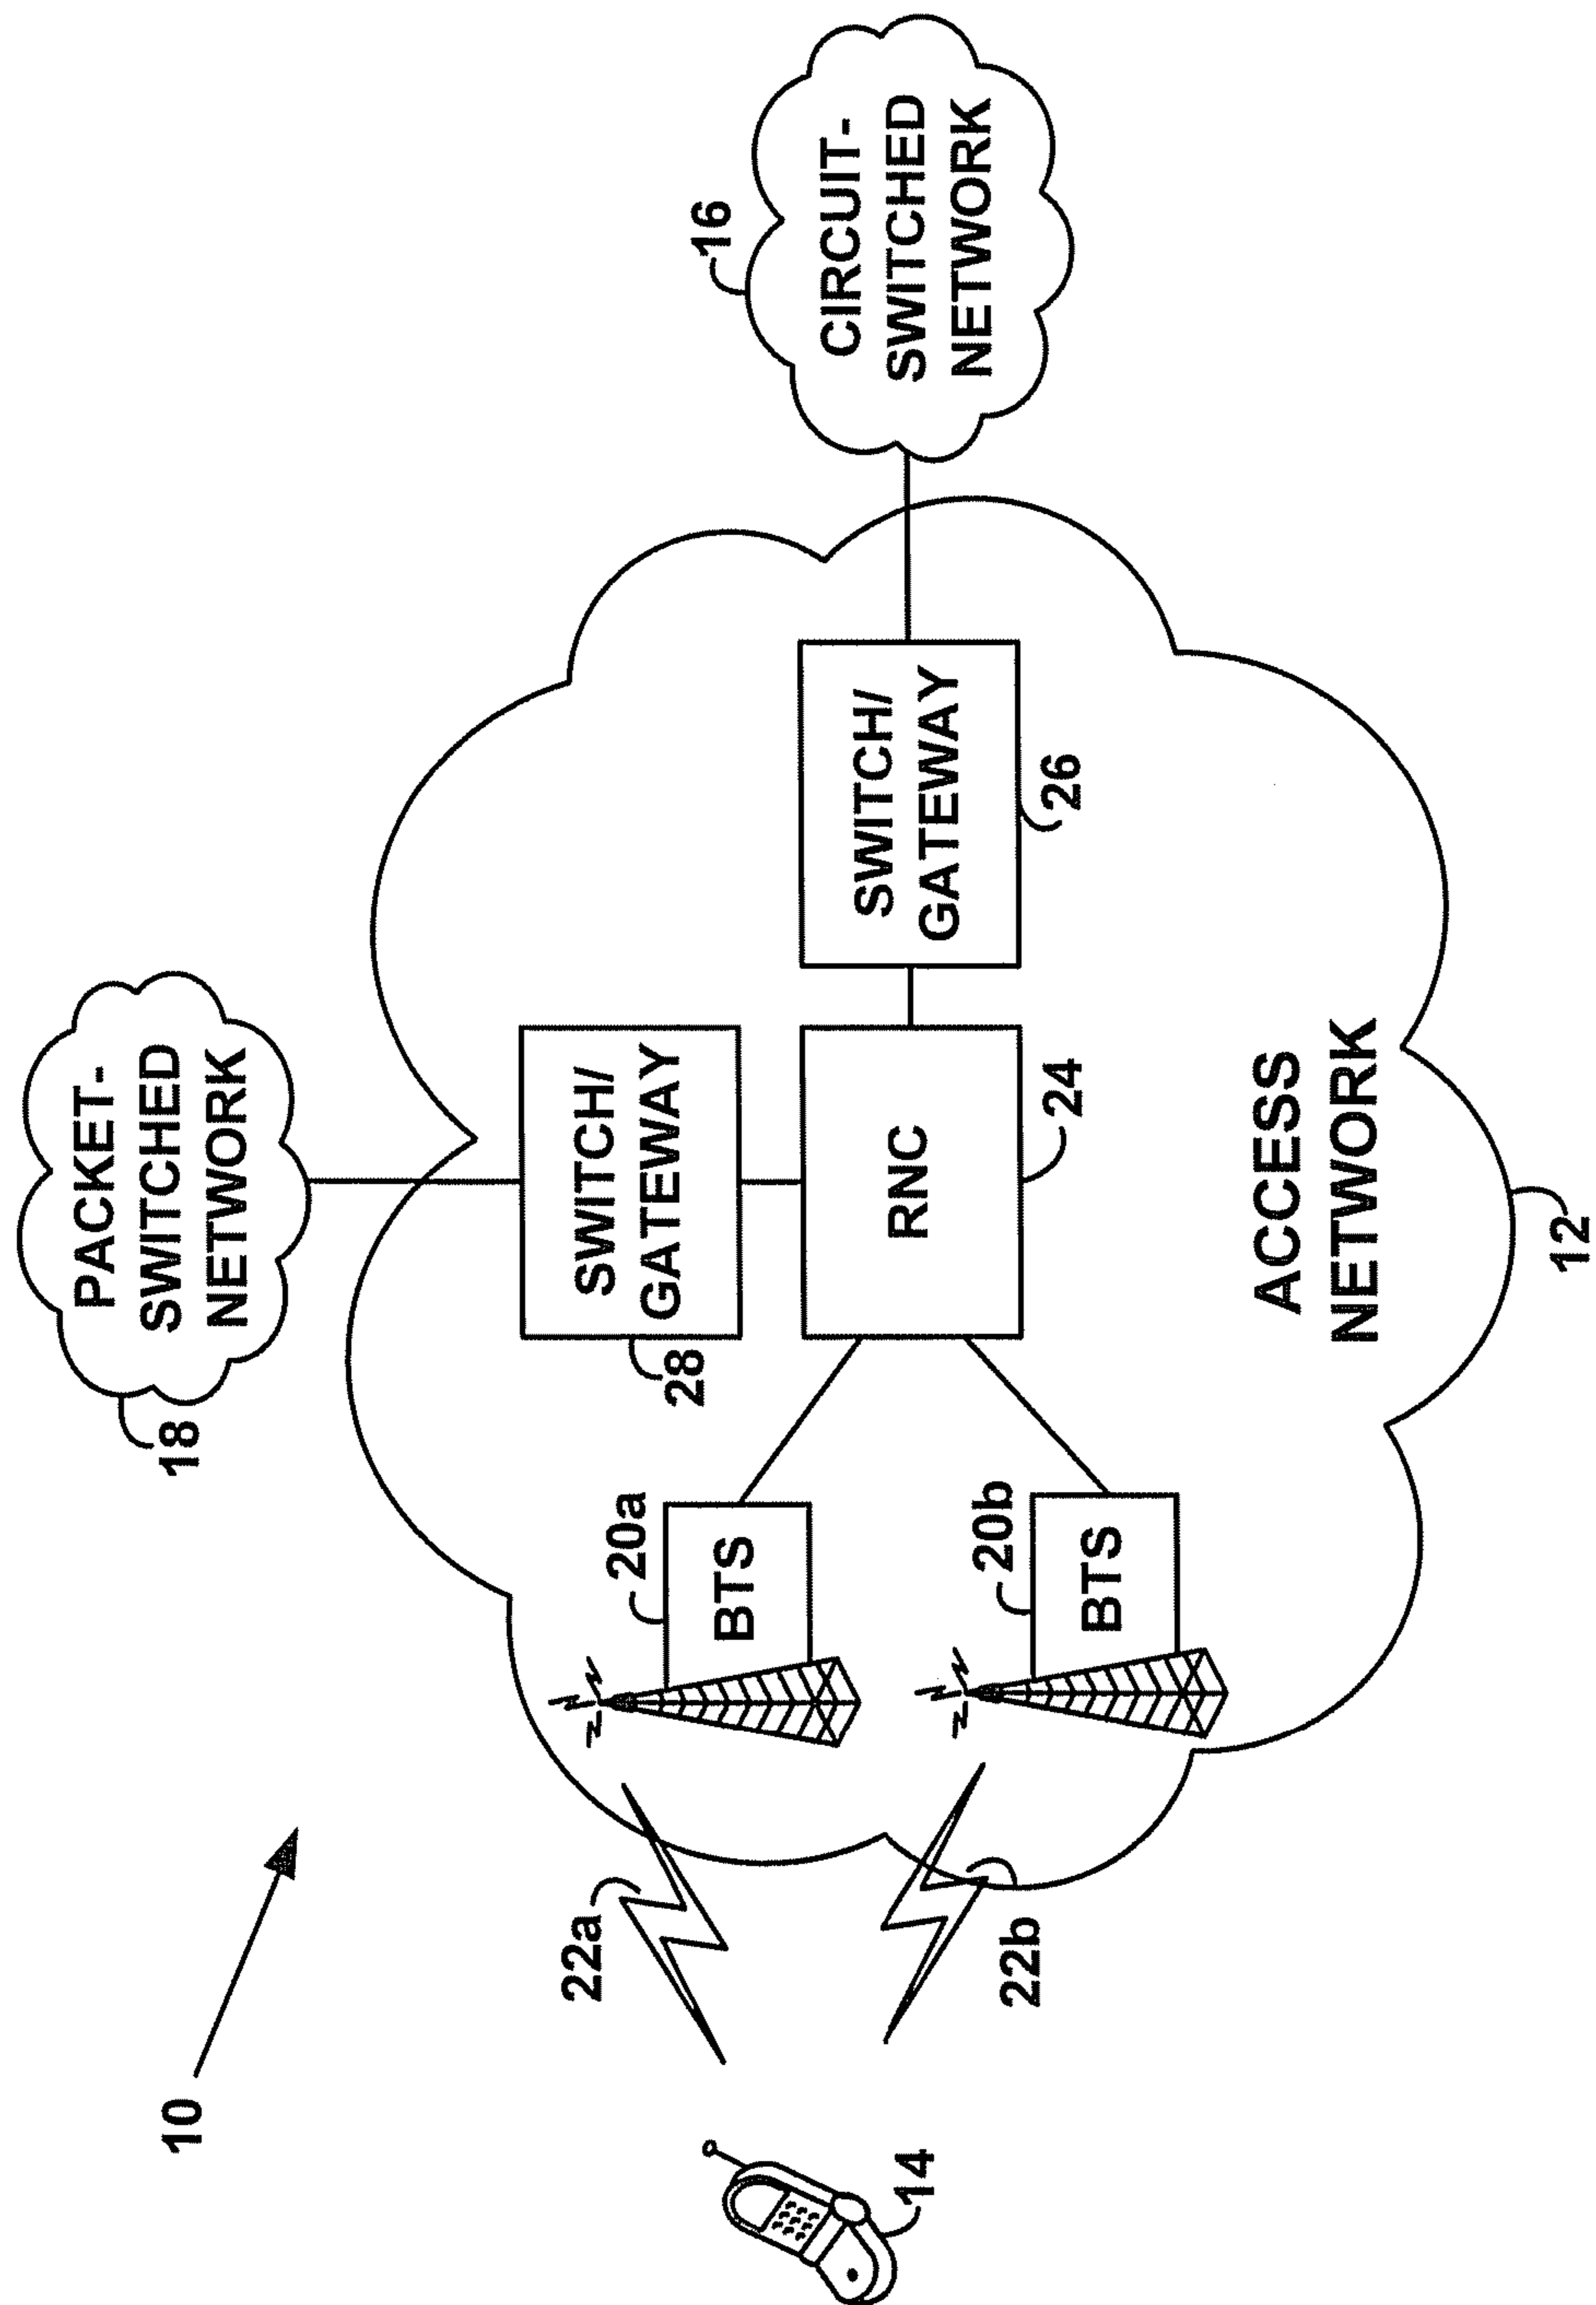 10
PACKET-
SWITCHED
NETWORK
18
CIRCUIT-
SWITCHED
NETWORK
16
SWITCH/
GATEWAY
28
RNC
24
SWITCH/
GATEWAY
26
20a
BTS
20b
BTS
22a
22b
14
ACCESS
NETWORK
12